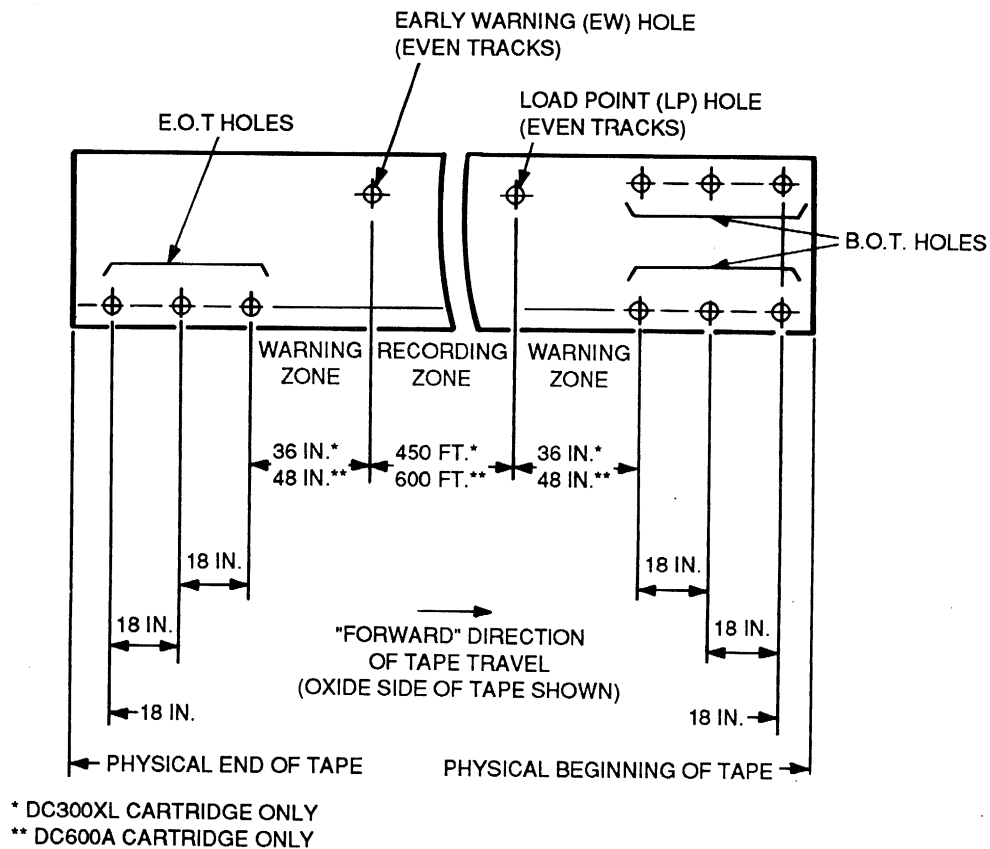 EARLY WARNING (EW) HOLE
(EVEN TRACKS)
LOAD POINT (LP) HOLE
(EVEN TRACKS)
E.O.T HOLES
B.O.T. HOLES
WARNING
ZONE
RECORDING
ZONE
WARNING
ZONE
36 IN.*
48 IN.**
450 FT.*
600 FT.**
36 IN.*
48 IN.**
18 IN.
18 IN.
18 IN.
18 IN.
"FORWARD" DIRECTION
OF TAPE TRAVEL
(OXIDE SIDE OF TAPE SHOWN)
18 IN.
18 IN.
PHYSICAL END OF TAPE
PHYSICAL BEGINNING OF TAPE
* DC300XL CARTRIDGE ONLY
** DC600A CARTRIDGE ONLY